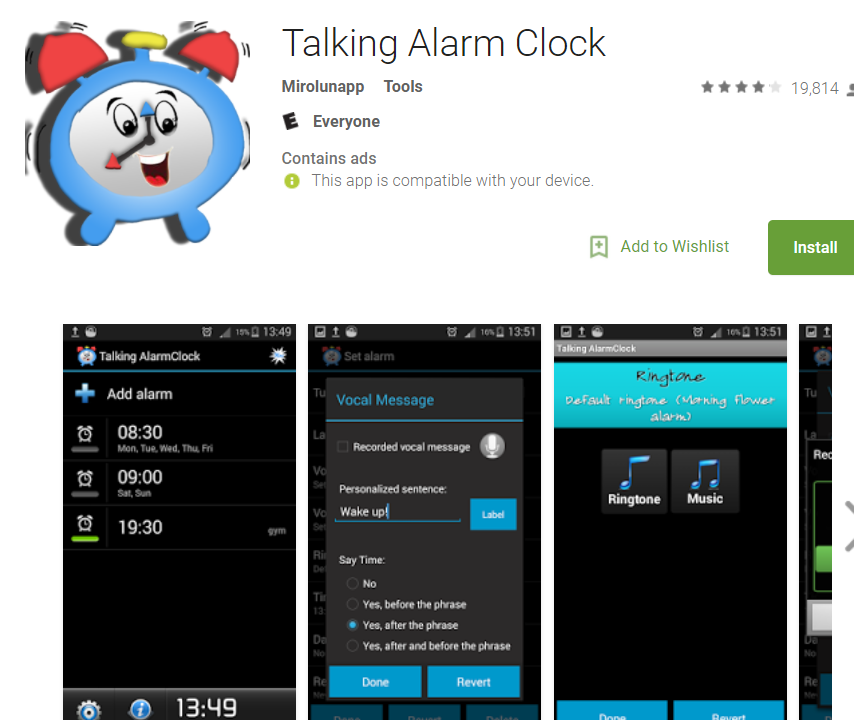 Talking Alarm Clock
Mirolunapp Tools
19,814
E Everyone
Contains ads
This app is compatible with your device.
Add to Wishlist
Install
15% 13:49
Talking AlarmClock
Add alarm
08:30
Mon, Tue, Wed, Thu, Fri
09:00
Sat, Sun
19:30
gym
13:49
16% 13:51
Set alarm
Vocal Message
Recorded vocal message
Personalized sentence:
Wake up!
Label
Say Time:
No
Yes, before the phrase
Yes, after the phrase
Yes, after and before the phrase
Done Revert
Done Revert Delete
16% 13:51
Talking AlarmClock
Ringtone
Default ringtone (Morning flower
alarm)
Ringtone Music
Done Revert